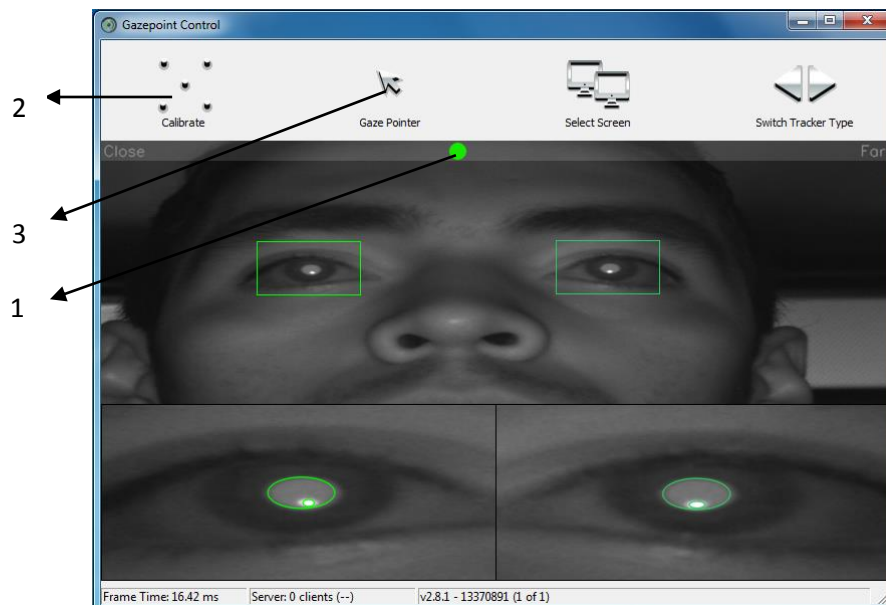 Gazepoint Control
2
Calibrate
Gaze Pointer
Select Screen
Switch Tracker Type
Close
Far
3
1
Frame Time: 16.42 ms
Server: 0 clients (--)
v2.8.1 - 13370891 (1 of 1)